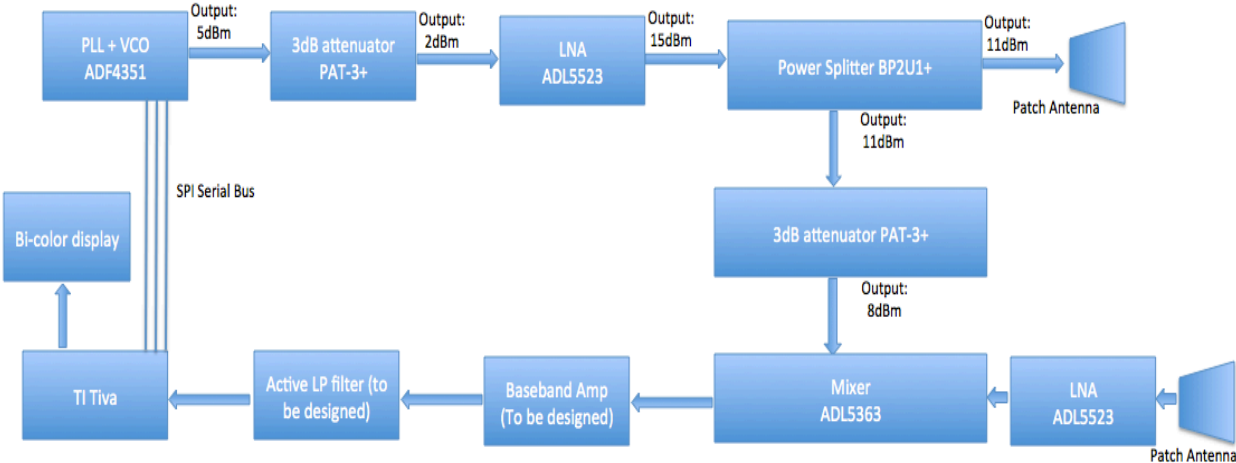 PLL + VCO
ADF4351
Output:
5dBm
3dB attenuator
PAT-3+
Output:
2dBm
LNA
ADL5523
Output:
15dBm
Power Splitter BP2U1+
Output:
11dBm
Patch Antenna
Output:
11dBm
SPI Serial Bus
Bi-color display
3dB attenuator PAT-3+
Output:
8dBm
TI Tiva
Active LP filter (to
be designed)
Baseband Amp
(To be designed)
Mixer
ADL5363
LNA
ADL5523
Patch Antenna